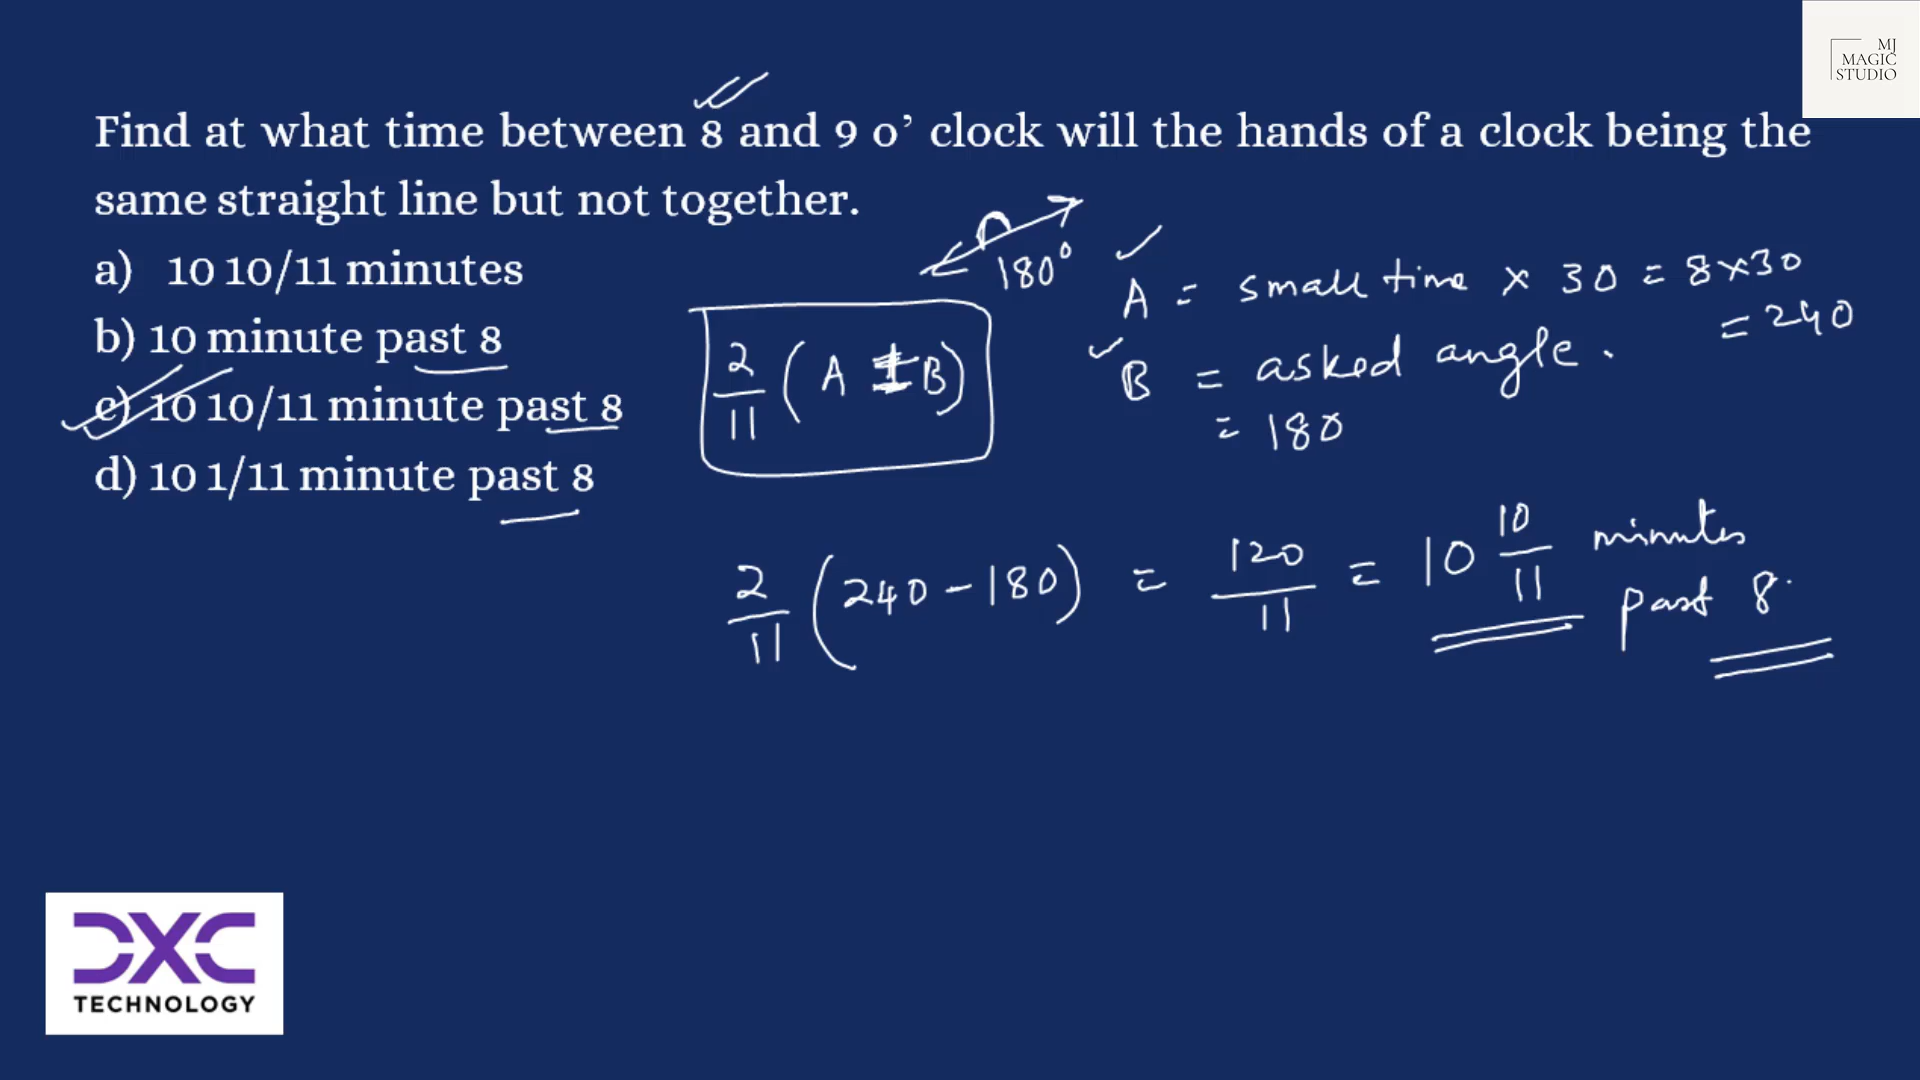 MJ
MAGIC
STUDIO
Find at what time between 8 and 9 o’ clock will the hands of a clock being the
same straight line but not together.
a) 10 10/11 minutes
b) 10 minute past 8
c) 10 10/11 minute past 8
d) 10 1/11 minute past 8
180°
A = small time × 30 = 8×30
= 240
2/11 (A ± B)
B = asked angle.
= 180
2/11 (240 - 180) = 120/11 = 10 10/11 minutes
past 8.
DXC
TECHNOLOGY